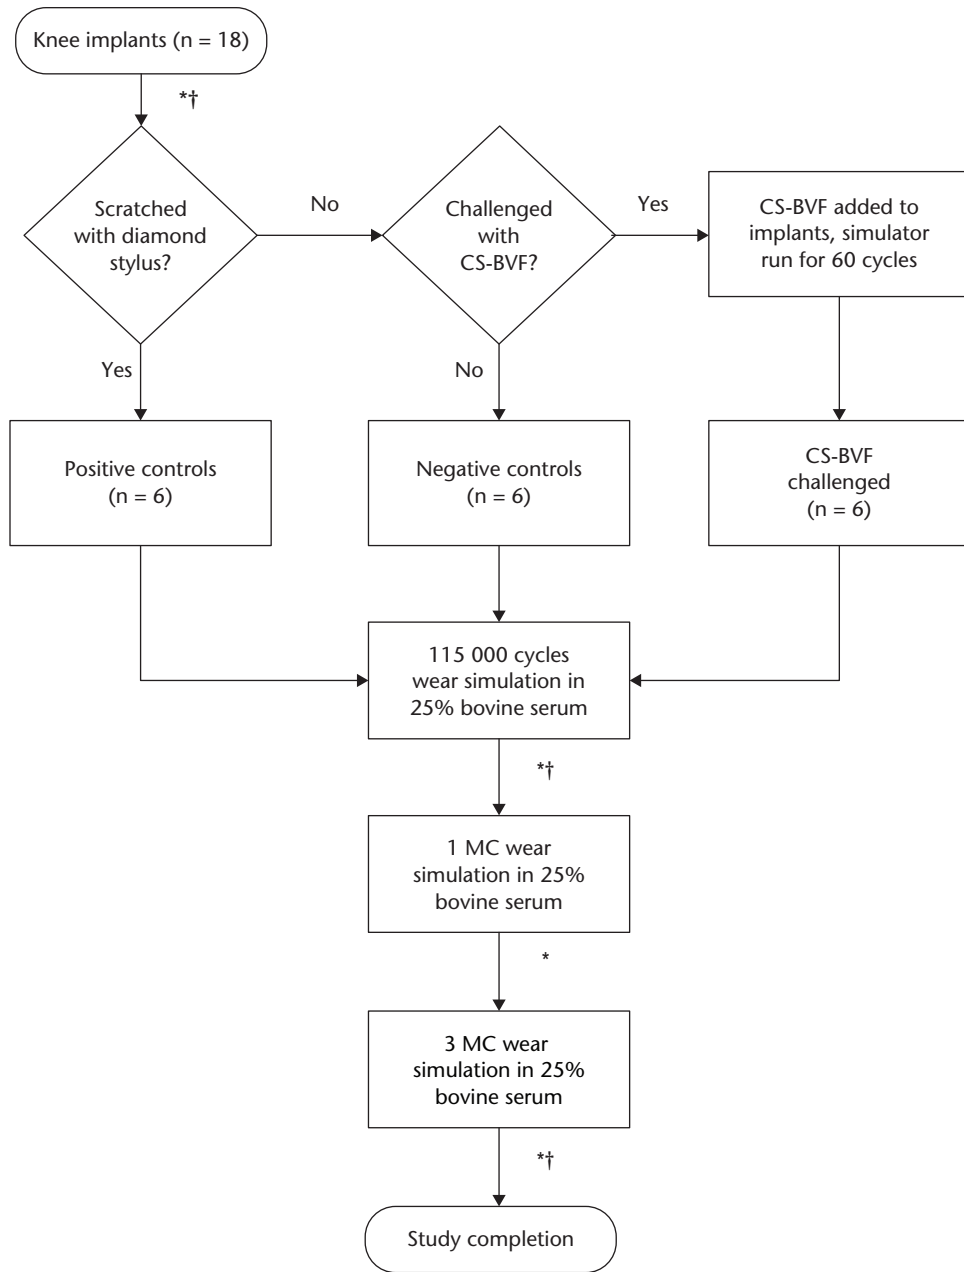 Knee implants (n = 18)
*†
Scratched
with diamond
stylus?
No
Challenged
with
CS-BVF?
Yes
CS-BVF added to
implants, simulator
run for 60 cycles
Yes
No
Positive controls
(n = 6)
Negative controls
(n = 6)
CS-BVF
challenged
(n = 6)
115 000 cycles
wear simulation in
25% bovine serum
*†
1 MC wear
simulation in 25%
bovine serum
*
3 MC wear
simulation in 25%
bovine serum
*†
Study completion